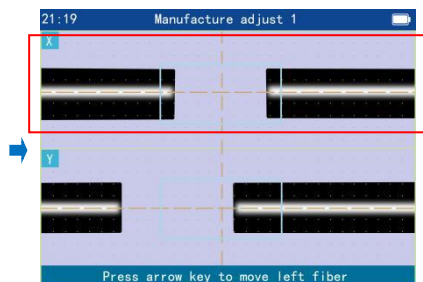 21:19 Manufacture adjust 1
X
Y
Press arrow key to move left fiber